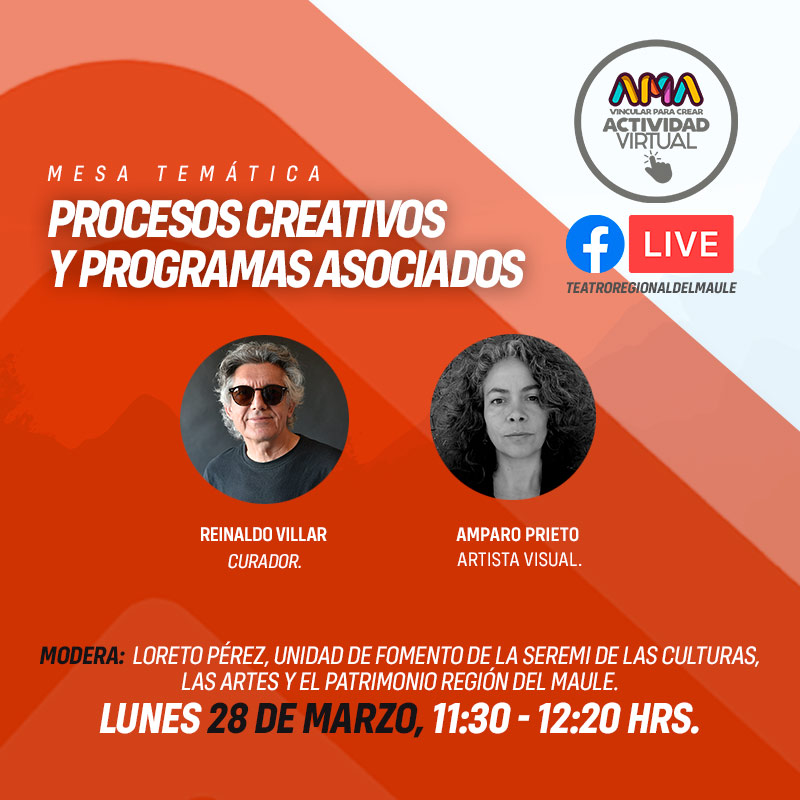 AMA
VINCULAR PARA CREAR
ACTIVIDAD
VIRTUAL
MESA TEMÁTICA
PROCESOS CREATIVOS
Y PROGRAMAS ASOCIADOS
LIVE
TEATROREGIONALDELMAULE
REINALDO VILLAR
CURADOR.
AMPARO PRIETO
ARTISTA VISUAL.
MODERA: LORETO PÉREZ, UNIDAD DE FOMENTO DE LA SEREMI DE LAS CULTURAS,
LAS ARTES Y EL PATRIMONIO REGIÓN DEL MAULE.
LUNES 28 DE MARZO, 11:30 - 12:20 HRS.